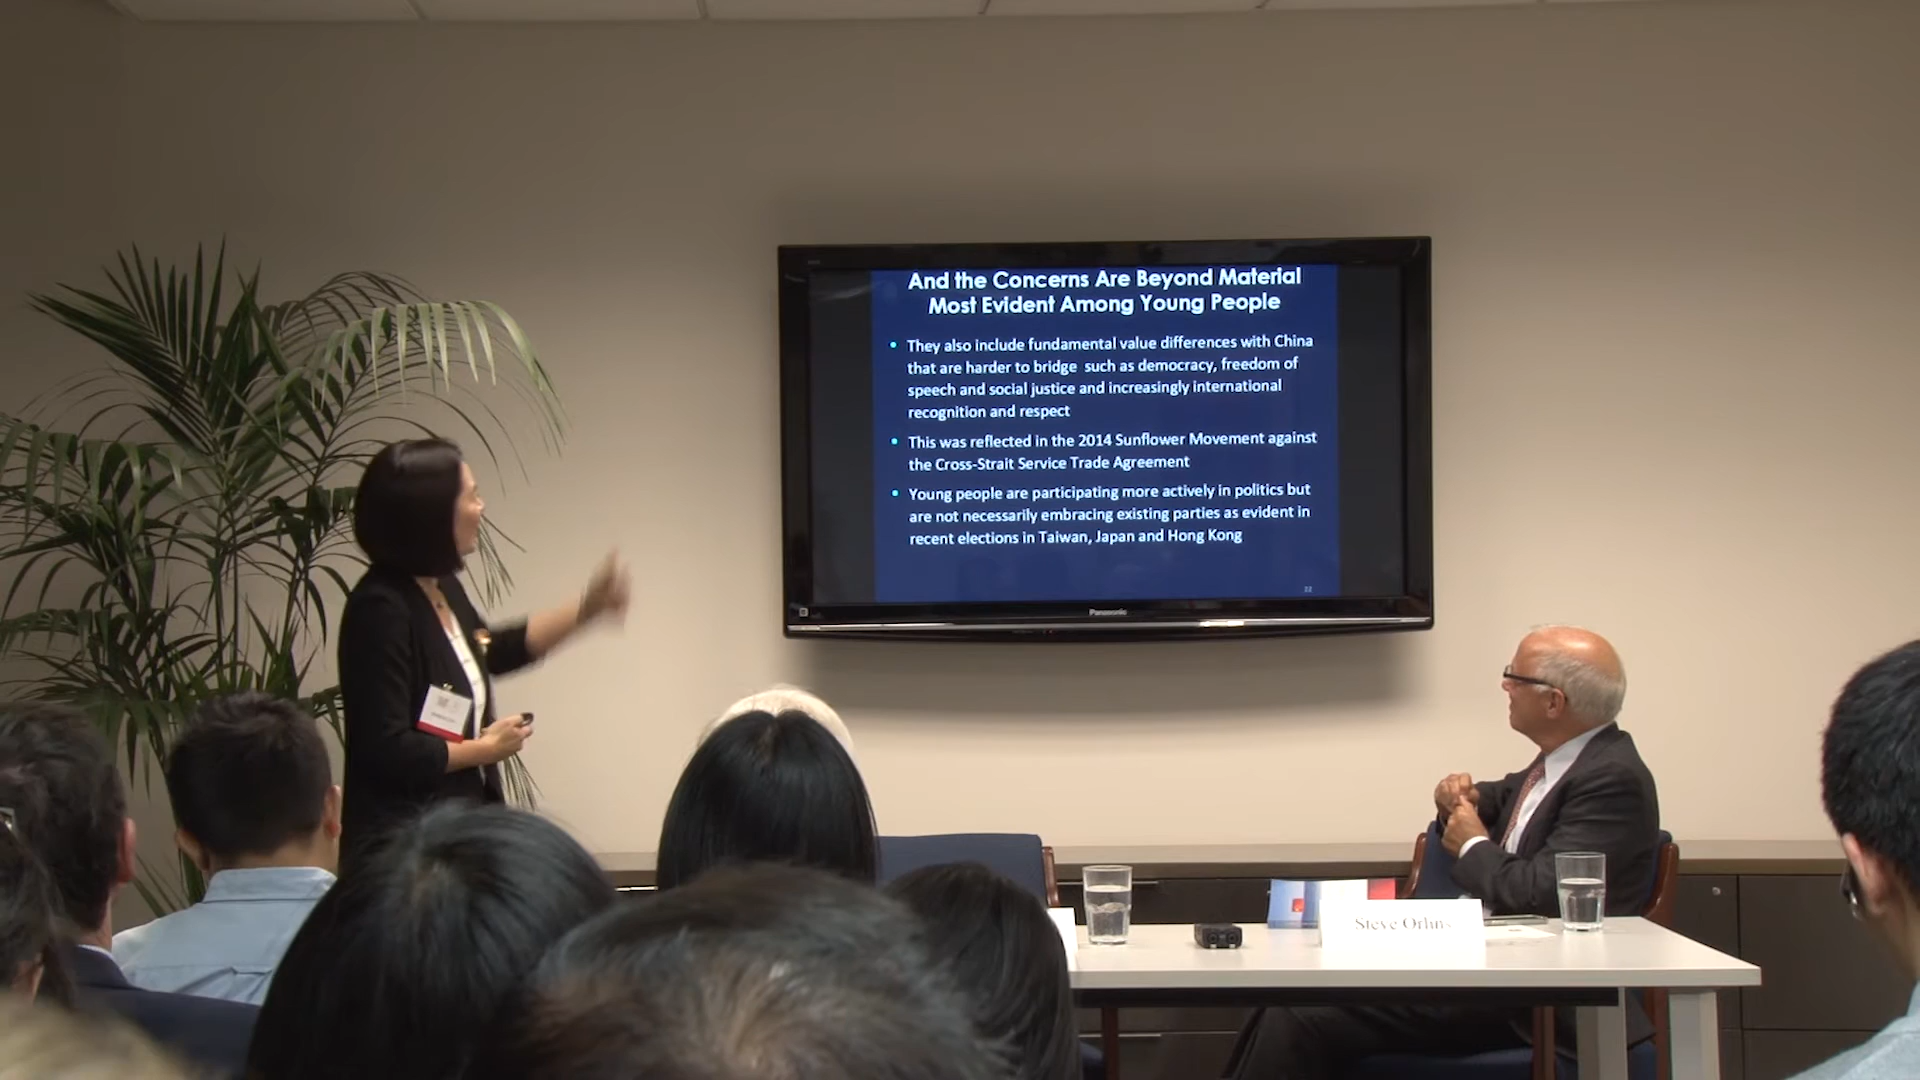 And the Concerns Are Beyond Material
Most Evident Among Young People
• They also include fundamental value differences with China
that are harder to bridge such as democracy, freedom of
speech and social justice and increasingly international
recognition and respect
• This was reflected in the 2014 Sunflower Movement against
the Cross-Strait Service Trade Agreement
• Young people are participating more actively in politics but
are not necessarily embracing existing parties as evident in
recent elections in Taiwan, Japan and Hong Kong
22
Panasonic
Steve Orlins